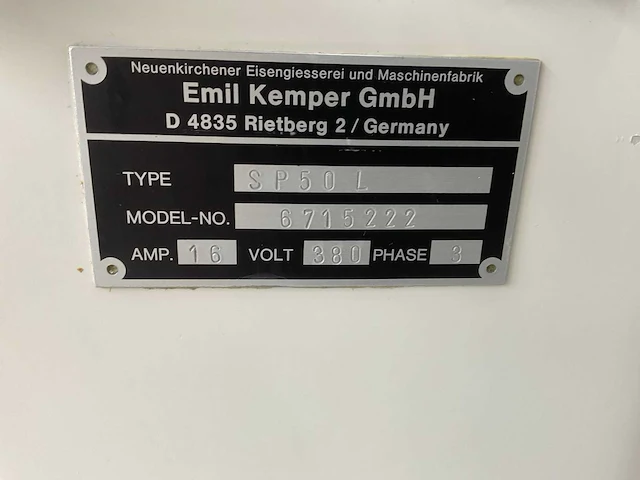 Neuenkirchener Eisengiesserei und Maschinenfabrik
Emil Kemper GmbH
D 4835 Rietberg 2 / Germany
TYPE SP50 L
MODEL-NO. 6715222
AMP. 16 VOLT 380 PHASE 3